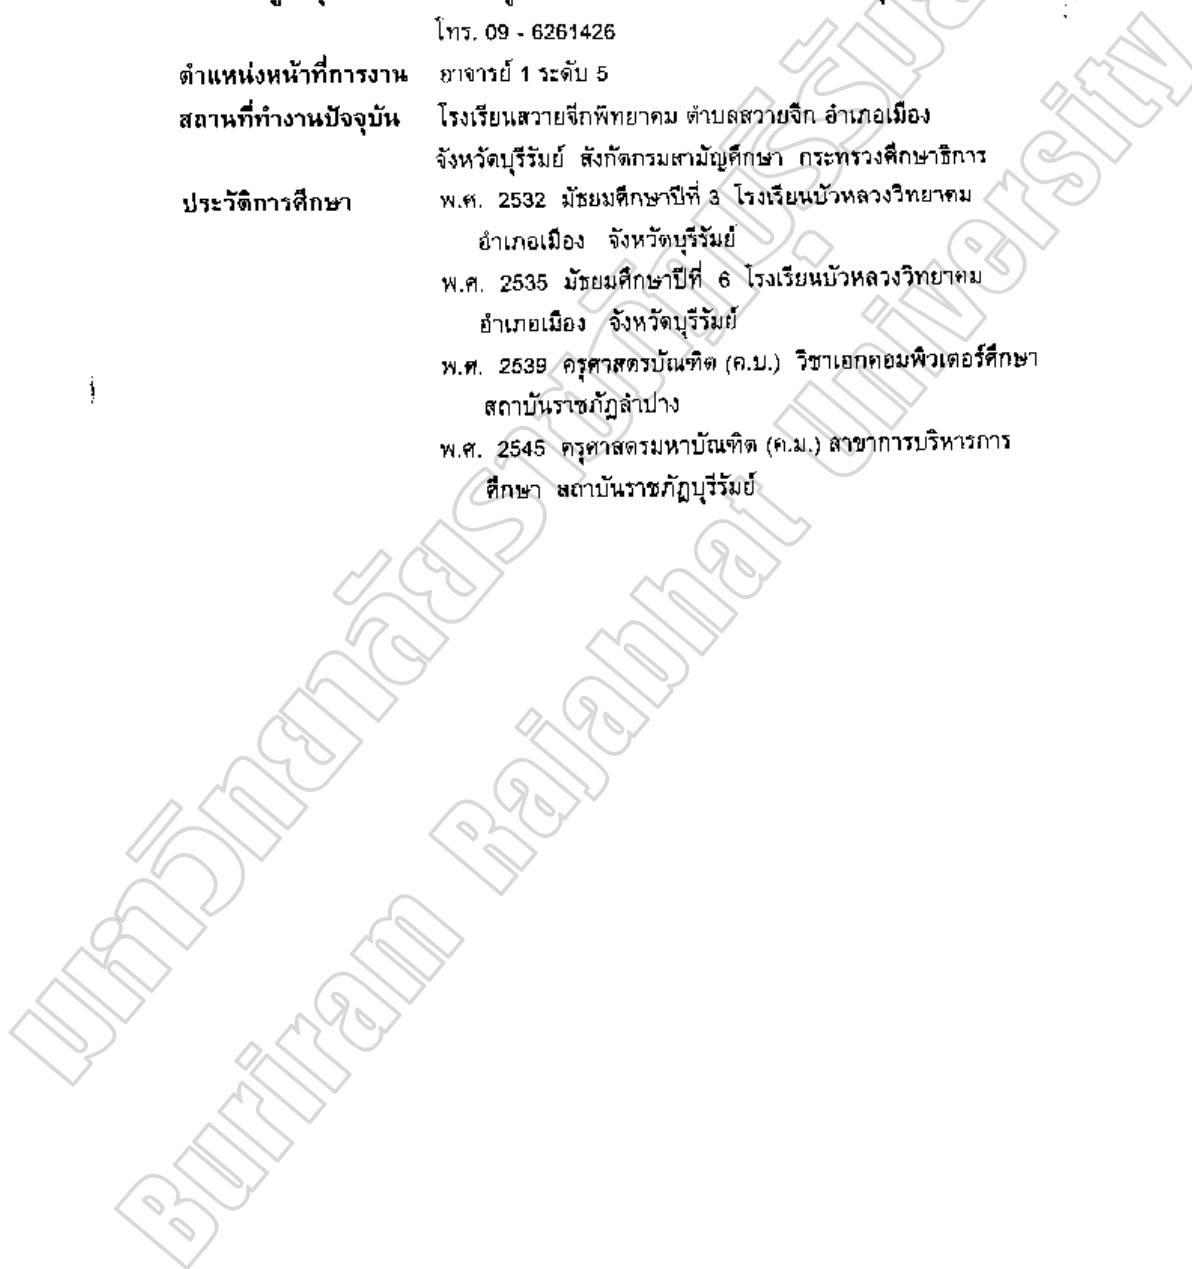 โทร. 09 - 6261426
ตำแหน่งหน้าที่การงาน อาจารย์ 1 ระดับ 5
สถานที่ทำงานปัจจุบัน โรงเรียนสวายจีกพิทยาคม ตำบลสวายจีก อำเภอเมือง
จังหวัดบุรีรัมย์ สังกัดกรมสามัญศึกษา กระทรวงศึกษาธิการ
ประวัติการศึกษา พ.ศ. 2532 มัธยมศึกษาปีที่ 3 โรงเรียนบัวหลวงวิทยาคม
อำเภอเมือง จังหวัดบุรีรัมย์
พ.ศ. 2535 มัธยมศึกษาปีที่ 6 โรงเรียนบัวหลวงวิทยาคม
อำเภอเมือง จังหวัดบุรีรัมย์
พ.ศ. 2539 ครุศาสตรบัณฑิต (ค.บ.) วิชาเอกคอมพิวเตอร์ศึกษา
สถาบันราชภัฏลำปาง
พ.ศ. 2545 ครุศาสตรมหาบัณฑิต (ค.ม.) สาขาการบริหารการ
ศึกษา สถาบันราชภัฏบุรีรัมย์
มหาวิทยาลัยราชภัฏบุรีรัมย์
Buriram Rajabhat University